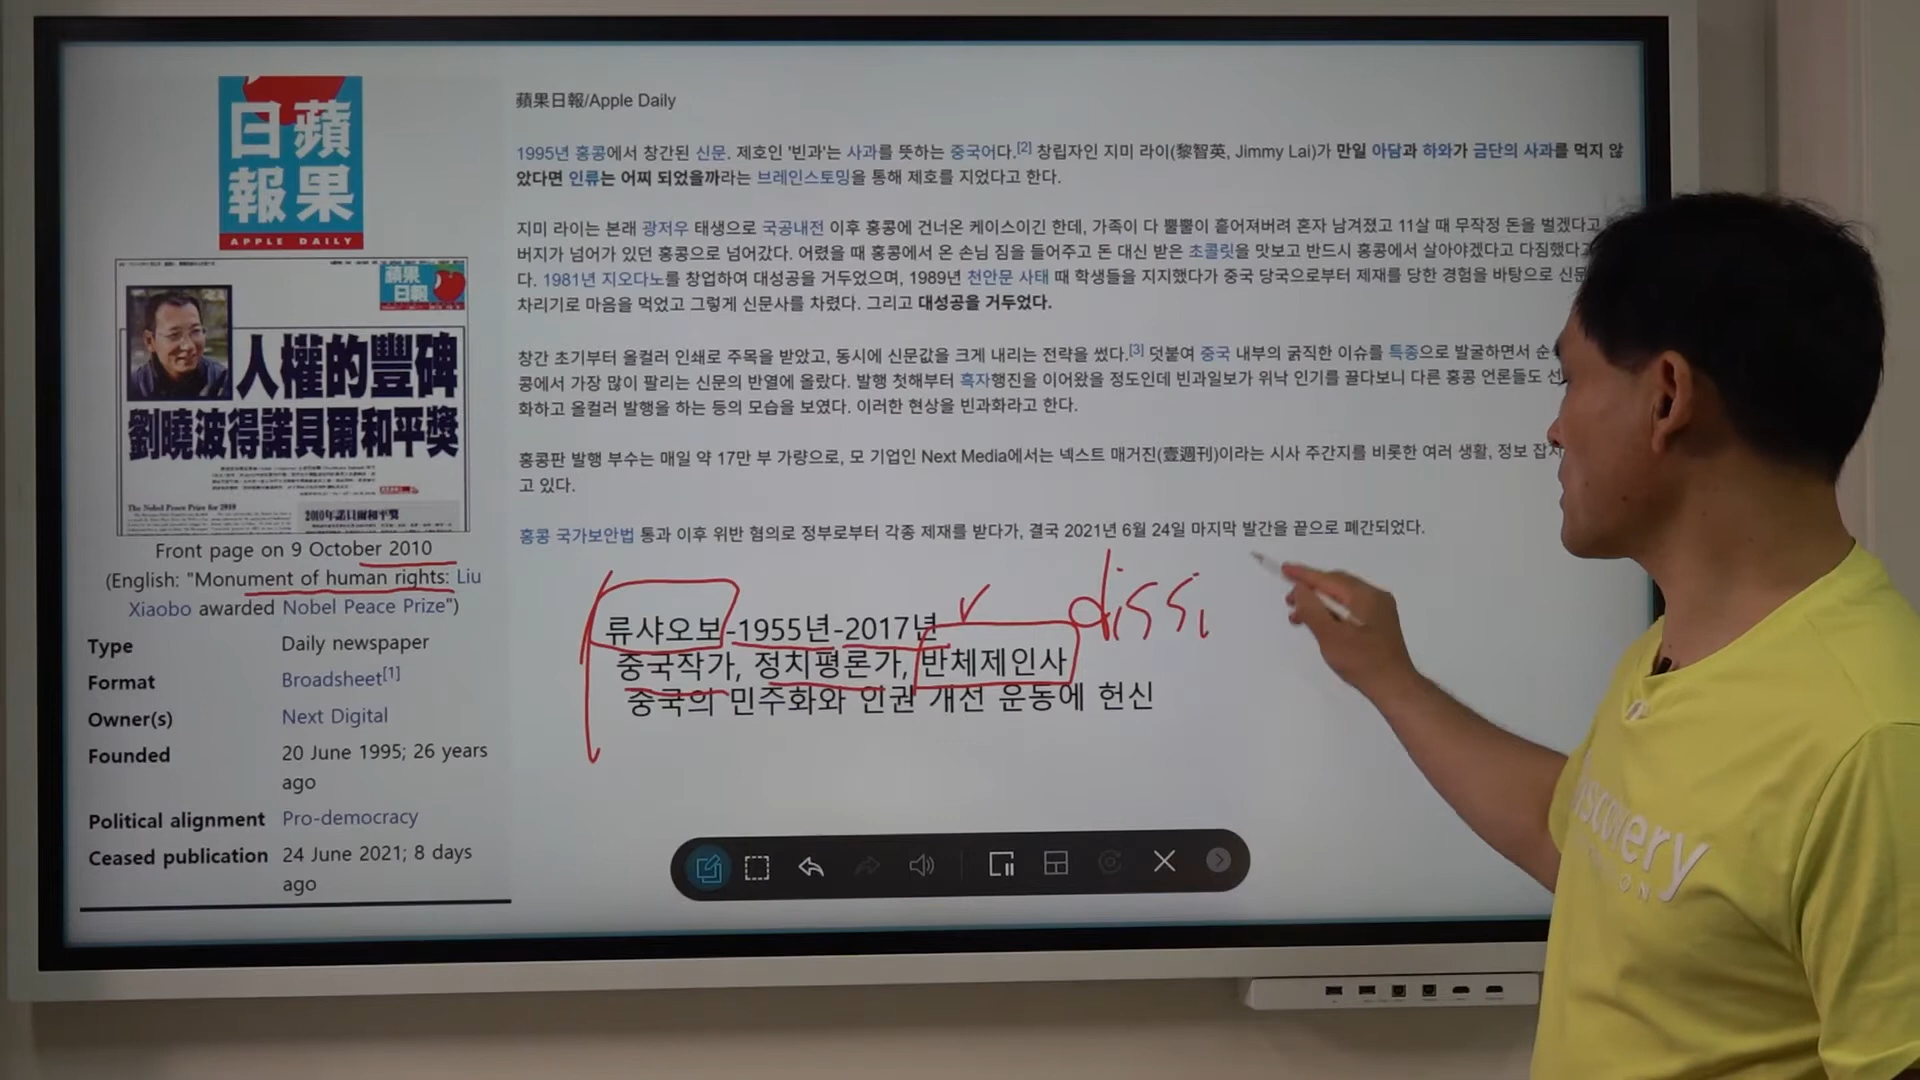 蘋果日報
APPLE DAILY
蘋果
日報
人權的豐碑
劉曉波得諾貝爾和平獎
The Nobel Peace Prize for 2010
2010年諾貝爾和平獎
Front page on 9 October 2010
(English: "Monument of human rights: Liu
Xiaobo awarded Nobel Peace Prize")
Type Daily newspaper
Format Broadsheet[1]
Owner(s) Next Digital
Founded 20 June 1995; 26 years
ago
Political alignment Pro-democracy
Ceased publication 24 June 2021; 8 days
ago
蘋果日報/Apple Daily
1995년 홍콩에서 창간된 신문. 제호인 '빈과'는 사과를 뜻하는 중국어다.[2] 창립자인 지미 라이(黎智英, Jimmy Lai)가 만일 아담과 하와가 금단의 사과를 먹지 않
았다면 인류는 어찌 되었을까라는 브레인스토밍을 통해 제호를 지었다고 한다.
지미 라이는 본래 광저우 태생으로 국공내전 이후 홍콩에 건너온 케이스이긴 한데, 가족이 다 뿔뿔이 흩어져버려 혼자 남겨졌고 11살 때 무작정 돈을 벌겠다고
버지가 넘어가 있던 홍콩으로 넘어갔다. 어렸을 때 홍콩에서 온 손님 짐을 들어주고 돈 대신 받은 초콜릿을 맛보고 반드시 홍콩에서 살아야겠다고 다짐했다고
다. 1981년 지오다노를 창업하여 대성공을 거두었으며, 1989년 천안문 사태 때 학생들을 지지했다가 중국 당국으로부터 제재를 당한 경험을 바탕으로 신문
차리기로 마음을 먹었고 그렇게 신문사를 차렸다. 그리고 대성공을 거두었다.
창간 초기부터 올컬러 인쇄로 주목을 받았고, 동시에 신문값을 크게 내리는 전략을 썼다.[3] 덧붙여 중국 내부의 굵직한 이슈를 특종으로 발굴하면서
콩에서 가장 많이 팔리는 신문의 반열에 올랐다. 발행 첫해부터 흑자행진을 이어왔을 정도인데 빈과일보가 워낙 인기를 끌다보니 다른 홍콩 언론들도
화하고 올컬러 발행을 하는 등의 모습을 보였다. 이러한 현상을 빈과화라고 한다.
홍콩판 발행 부수는 매일 약 17만 부 가량으로, 모 기업인 Next Media에서는 넥스트 매거진(壹週刊)이라는 시사 주간지를 비롯한 여러 생활, 정보
고 있다.
홍콩 국가보안법 통과 이후 위반 혐의로 정부로부터 각종 제재를 받다가, 결국 2021년 6월 24일 마지막 발간을 끝으로 폐간되었다.
dissi
류샤오보-1955년-2017년
중국작가, 정치평론가, 반체제인사
중국의 민주화와 인권 개선 운동에 헌신